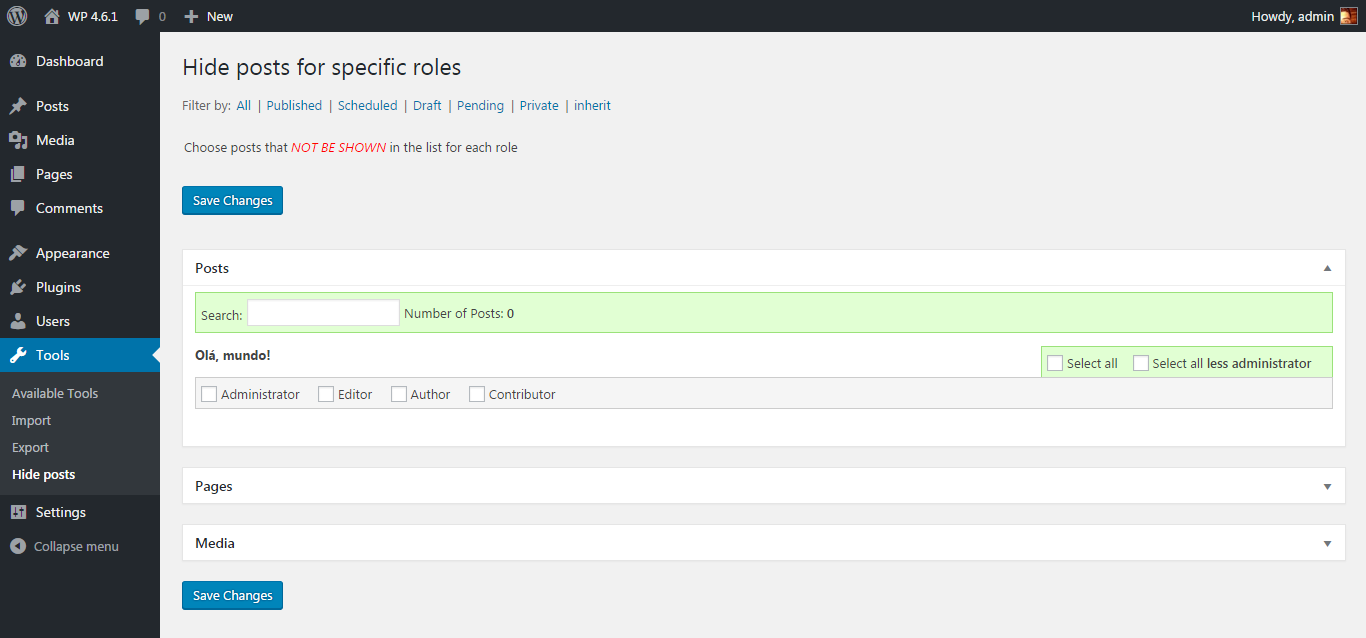 WP 4.6.1 0 New Howdy, admin
Dashboard
Posts
Media
Pages
Comments
Appearance
Plugins
Users
Tools
Available Tools
Import
Export
Hide posts
Settings
Collapse menu
Hide posts for specific roles
Filter by: All | Published | Scheduled | Draft | Pending | Private | inherit
Choose posts that NOT BE SHOWN in the list for each role
Save Changes
Posts
Search: Number of Posts: 0
Olá, mundo! Select all Select all less administrator
Administrator Editor Author Contributor
Pages
Media
Save Changes